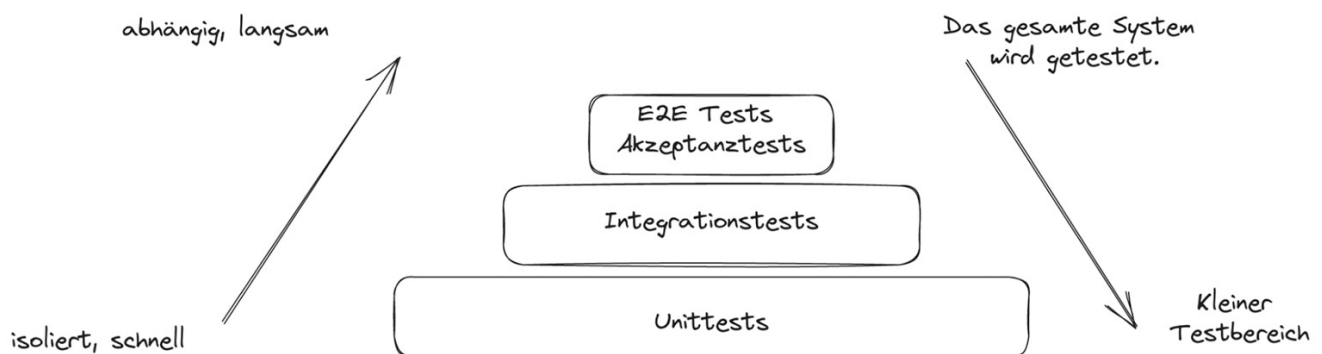 abhängig, langsam
Das gesamte System
wird getestet.
E2E Tests
Akzeptanztests
Integrationstests
Unittests
isoliert, schnell
Kleiner
Testbereich